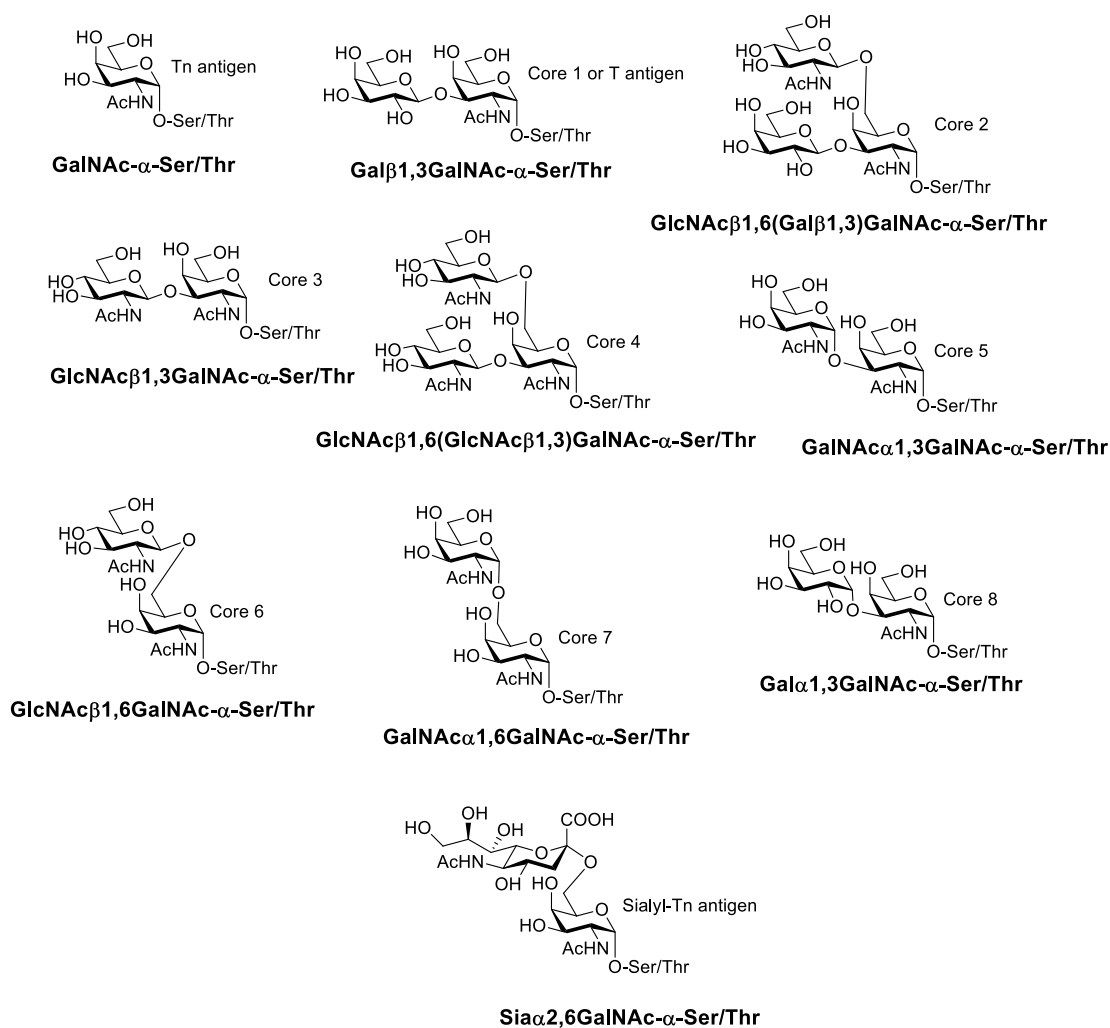 OH
OH
O
HO
AcHN
O-Ser/Thr
Tn antigen
GalNAc-α-Ser/Thr
OH
OH
O
HO
HO
O
OH
OH
O
AcHN
O-Ser/Thr
Core 1 or T antigen
Galβ1,3GalNAc-α-Ser/Thr
OH
HO
HO
O
AcHN
O
OH
OH
O
HO
HO
O
HO
O
AcHN
O-Ser/Thr
Core 2
GlcNAcβ1,6(Galβ1,3)GalNAc-α-Ser/Thr
OH
HO
HO
O
AcHN
O
HO
OH
O
AcHN
O-Ser/Thr
Core 3
GlcNAcβ1,3GalNAc-α-Ser/Thr
OH
HO
HO
O
AcHN
O
OH
HO
HO
O
AcHN
O
HO
O
AcHN
O-Ser/Thr
Core 4
GlcNAcβ1,6(GlcNAcβ1,3)GalNAc-α-Ser/Thr
HO
OH
O
HO
AcHN
O
HO
OH
O
AcHN
O-Ser/Thr
Core 5
GalNAcα1,3GalNAc-α-Ser/Thr
OH
HO
HO
O
AcHN
O
HO
O
HO
AcHN
O-Ser/Thr
Core 6
GlcNAcβ1,6GalNAc-α-Ser/Thr
HO
OH
O
HO
AcHN
O
HO
O
HO
AcHN
O-Ser/Thr
Core 7
GalNAcα1,6GalNAc-α-Ser/Thr
HO
OH
O
HO
HO
O
HO
OH
O
AcHN
O-Ser/Thr
Core 8
Galα1,3GalNAc-α-Ser/Thr
HO
HO
OH
COOH
O
AcHN
OH
O
HO
O
HO
AcHN
O-Ser/Thr
Sialyl-Tn antigen
Siaα2,6GalNAc-α-Ser/Thr